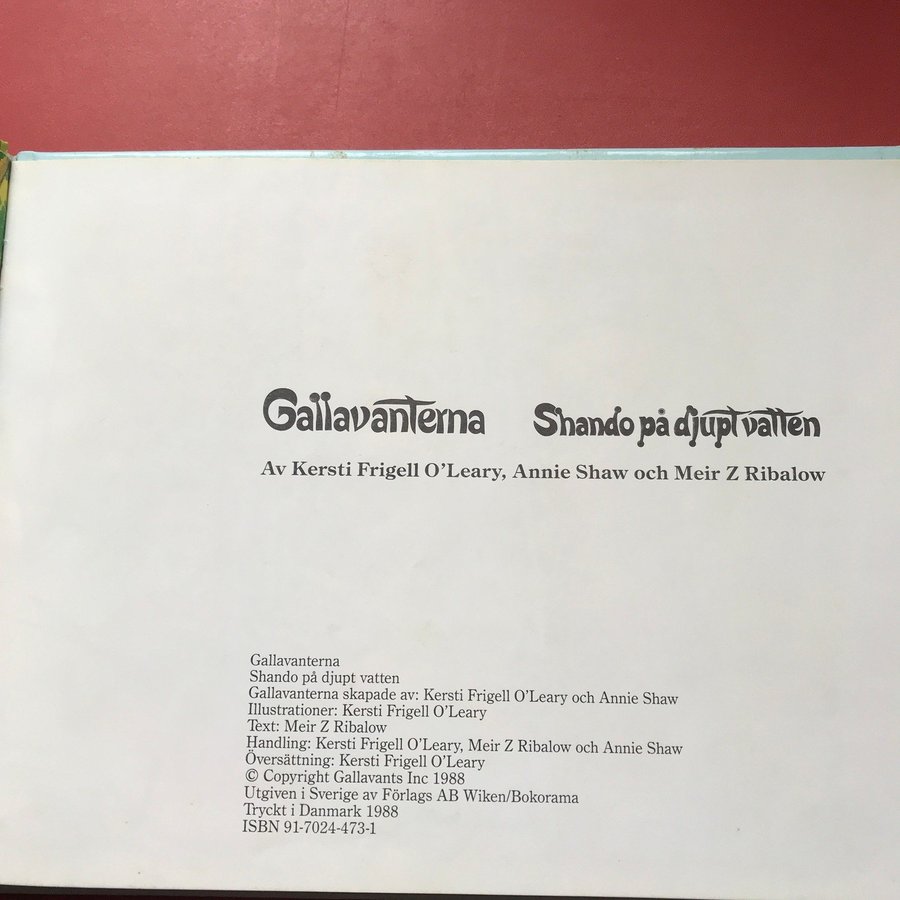 Gallavanterna Shando på djupt vatten
Av Kersti Frigell O'Leary, Annie Shaw och Meir Z Ribalow
Gallavanterna
Shando på djupt vatten
Gallavanterna skapade av: Kersti Frigell O'Leary och Annie Shaw
Illustrationer: Kersti Frigell O'Leary
Text: Meir Z Ribalow
Handling: Kersti Frigell O'Leary, Meir Z Ribalow och Annie Shaw
Översättning: Kersti Frigell O'Leary
© Copyright Gallavants Inc 1988
Utgiven i Sverige av Förlags AB Wiken/Bokorama
Tryckt i Danmark 1988
ISBN 91-7024-473-1